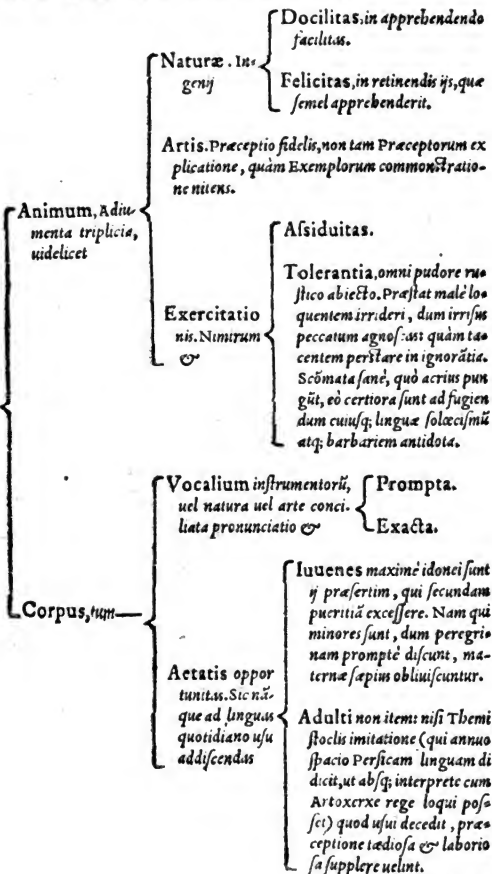 Docilitas, in apprehendendo
facilitas.
Naturæ. In-
genij
Felicitas, in retinendis ijs, quæ
semel apprehenderit.
Artis. Præceptio fidelis, non tam Præceptorum ex
plicatione, quàm Exemplorum commonstratio-
ne nitens.
Animum, Adiu-
menta triplicia,
uidelicet
Assiduitas.
Exercitatio
nis. Nimirum
&
Tolerantia, omni pudore ru-
stico abiecto. Præstat malè lo-
quentem irrideri, dum irrisus
peccatum agnoscas: quàm ta-
centem perstare in ignorãtia.
Scõmata sanè, quò acrius pun
gũt, eò certiora sunt ad fugien
dum cuiusq; linguæ solœcismũ
atq; barbariem antidota.
Corpus, tum
Vocalium instrumentorũ,
uel natura uel arte conci-
liata pronunciatio &
Prompta.
Exacta.
Aetatis oppor
tunitas. Sic nã-
que ad linguas
quotidiano usu
addiscendas
Iuuenes maximè idonei sunt
ij præsertim, qui secundam
pueritiã excessere. Nam qui
minores sunt, dum peregri-
nam promptè discunt, ma-
ternæ sæpius obliuiscuntur.
Adulti non item: nisi Themi
stoclis imitatione (qui annuo
spacio Persicam linguam di
dicit, ut absq; interprete cum
Artoxerxe rege loqui pos-
set) quod usui decedit, præ-
ceptione tædiosa & laborio
sa supplere uelint.